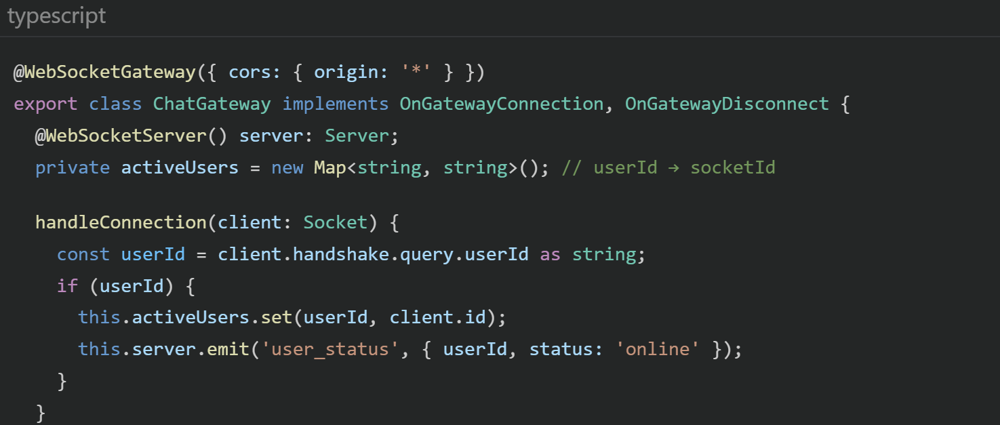 typescript
@WebSocketGateway({ cors: { origin: '*' } })
export class ChatGateway implements OnGatewayConnection, OnGatewayDisconnect {
  @WebSocketServer() server: Server;
  private activeUsers = new Map<string, string>(); // userId → socketId

  handleConnection(client: Socket) {
    const userId = client.handshake.query.userId as string;
    if (userId) {
      this.activeUsers.set(userId, client.id);
      this.server.emit('user_status', { userId, status: 'online' });
    }
  }